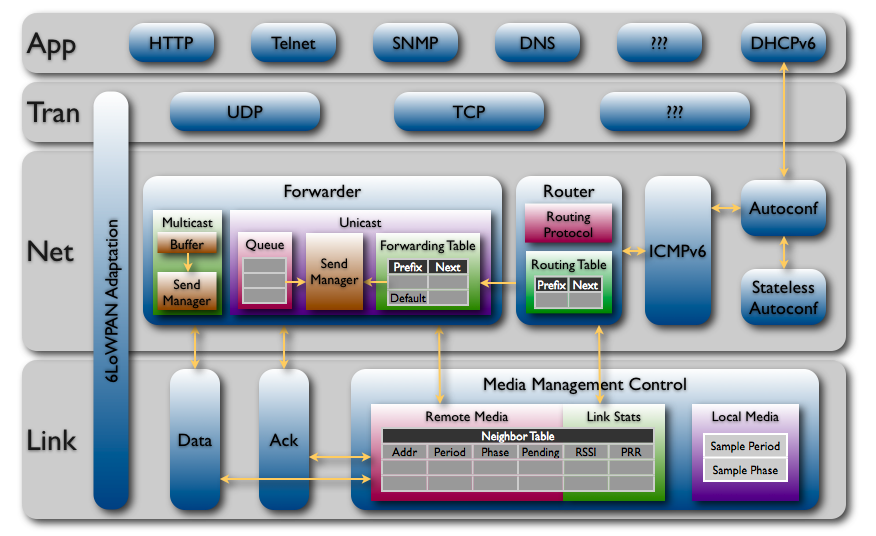 App
HTTP
Telnet
SNMP
DNS
???
DHCPv6
Tran
UDP
TCP
???
Net
6LoWPAN Adaptation
Forwarder
Multicast
Buffer
Send
Manager
Unicast
Queue
Send
Manager
Forwarding Table
Prefix Next
Default
Router
Routing
Protocol
Routing Table
Prefix Next
ICMPv6
Autoconf
Stateless
Autoconf
Link
Data
Ack
Media Management Control
Remote Media
Link Stats
Neighbor Table
Addr Period Phase Pending RSSI PRR
Local Media
Sample Period
Sample Phase